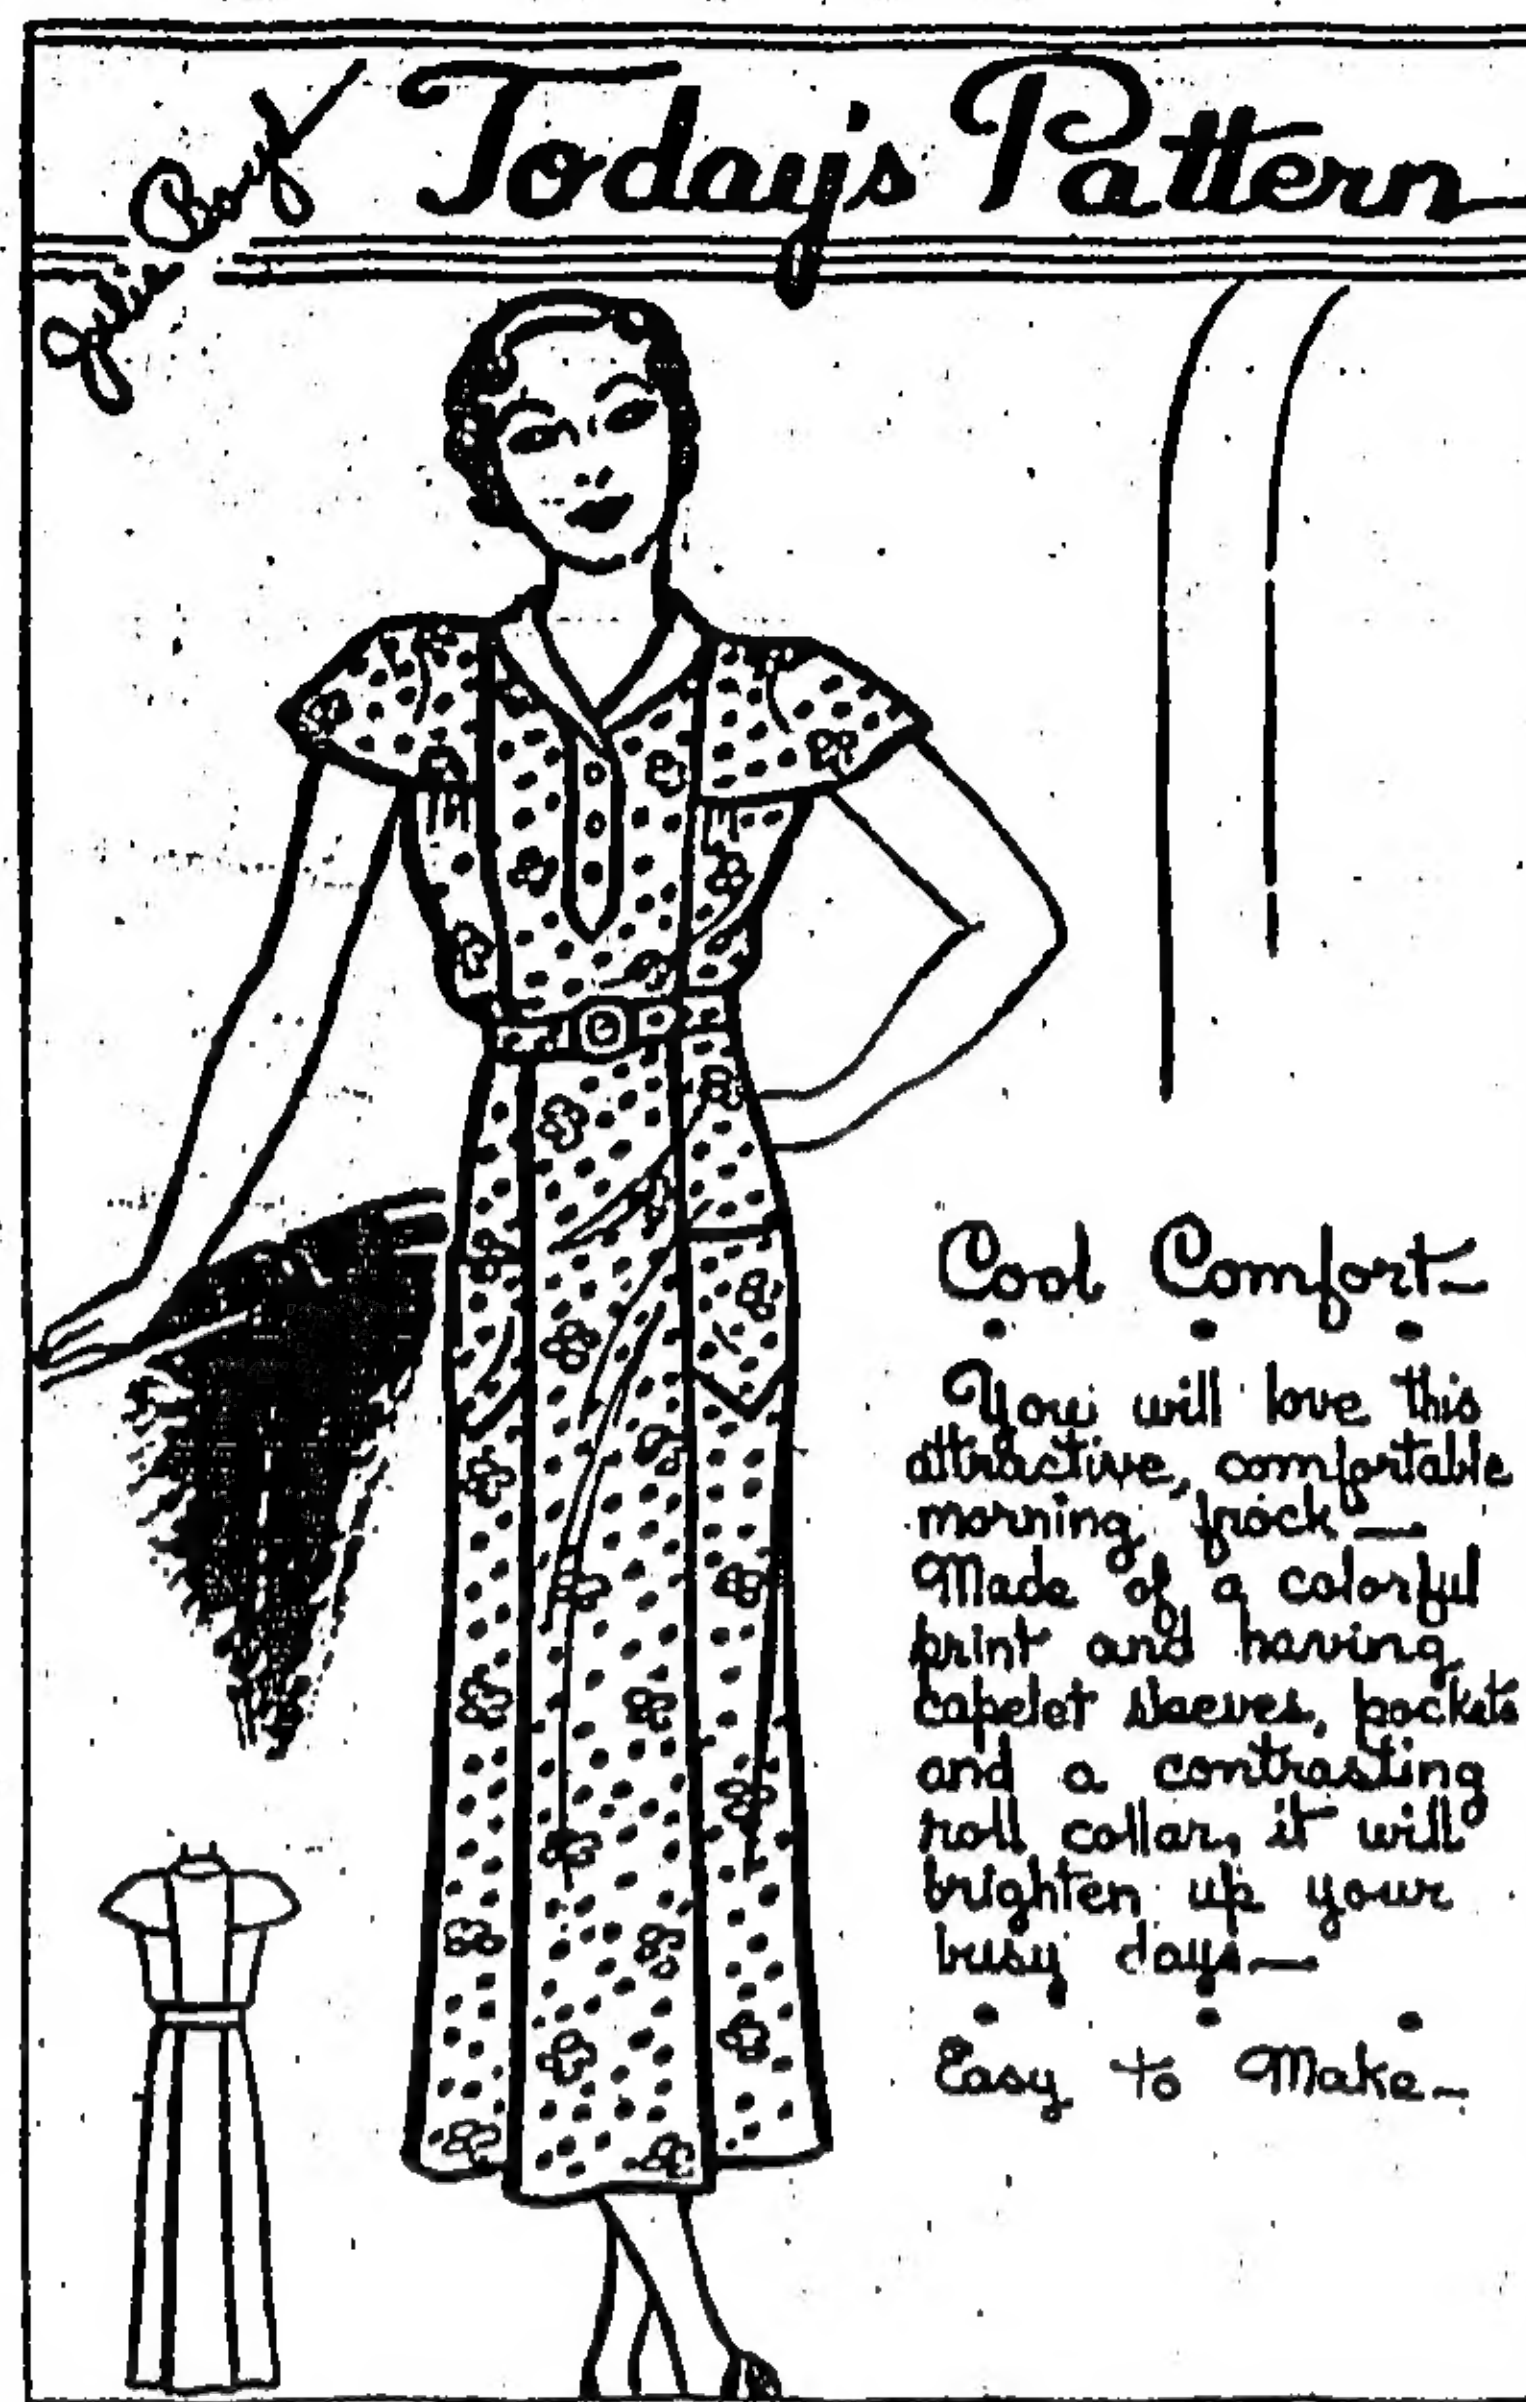 Julia Boyd
Today's Pattern
Cool Comfort—
You will love this
attractive, comfortable
morning frock—
Made of a colorful
print and having
capelet sleeves, pockets
and a contrasting
roll collar, it will
brighten up your
busy days—
Easy to Make—